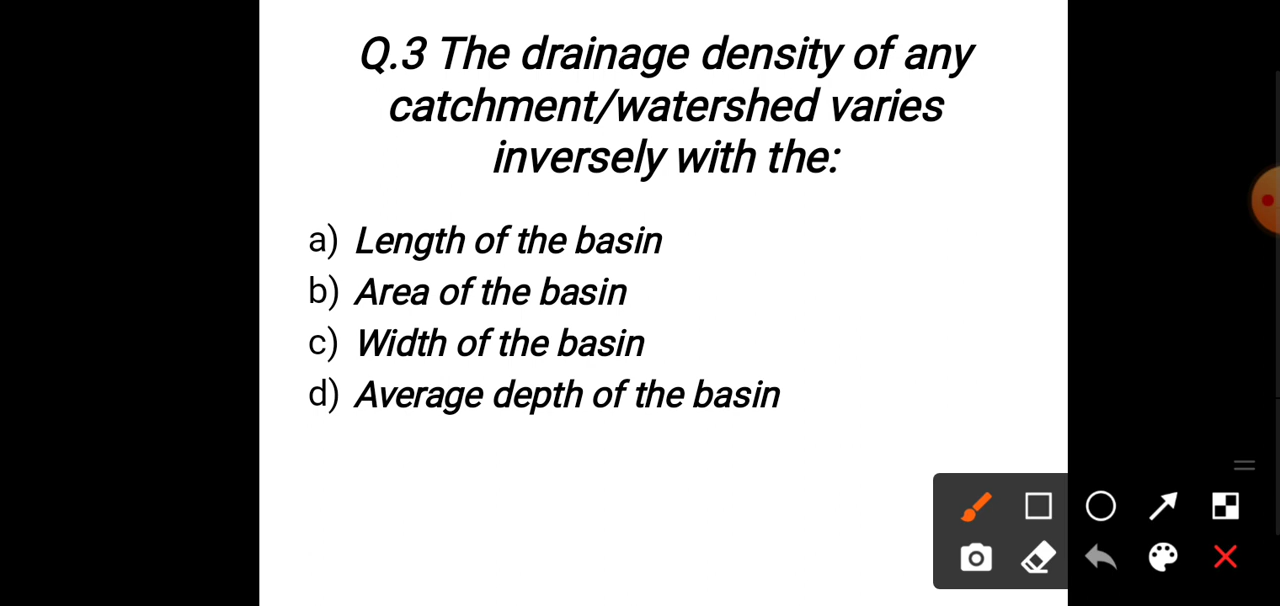 Q.3 The drainage density of any
catchment/watershed varies
inversely with the:
a) Length of the basin
b) Area of the basin
c) Width of the basin
d) Average depth of the basin